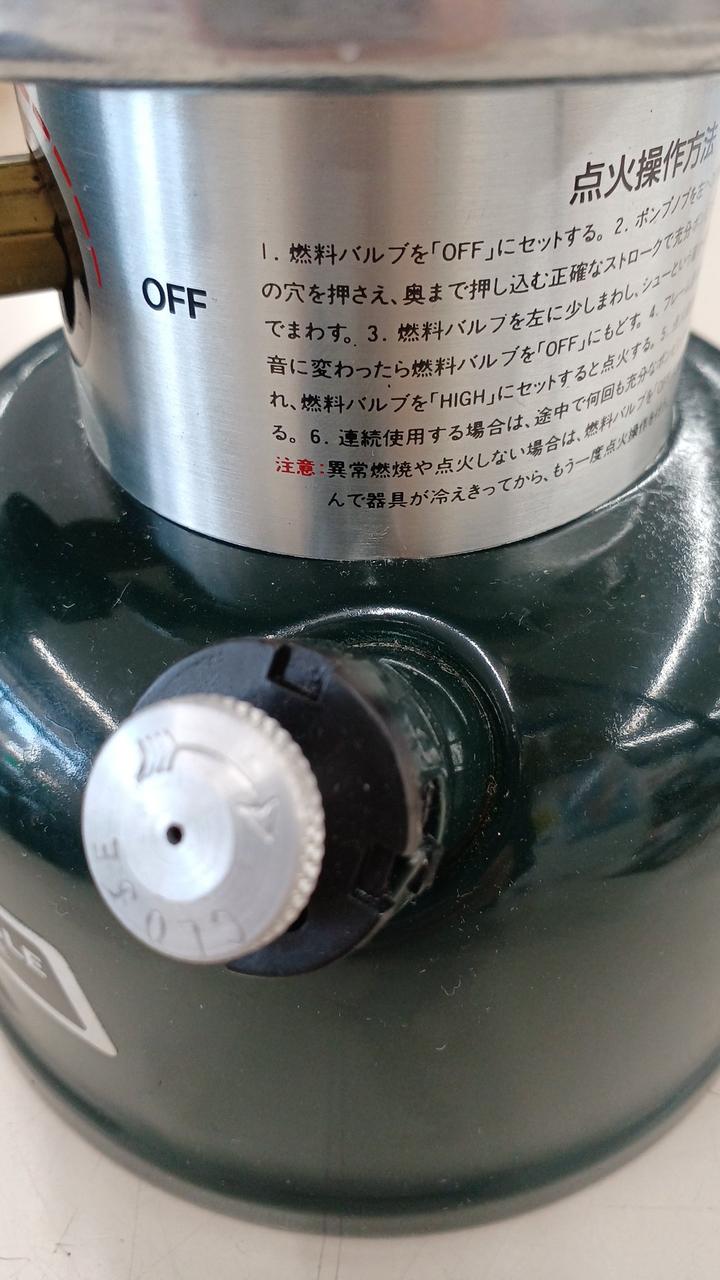 点火操作方法
OFF
1. 燃料バルブを「OFF」にセットする。 2. ポンプノブを左
の穴を押さえ、奥まで押し込む正確なストロークで充分
でまわす。 3. 燃料バルブを左に少しまわし、シューという
音に変わったら燃料バルブを「OFF」にもどす。 4.
れ、燃料バルブを「HIGH」にセットすると点火する。 5.
る。 6. 連続使用する場合は、途中で何回も充分な
注意:異常燃焼や点火しない場合は、燃料バルブを
んで器具が冷えきってから、もう一度点火操作を
CLOSE